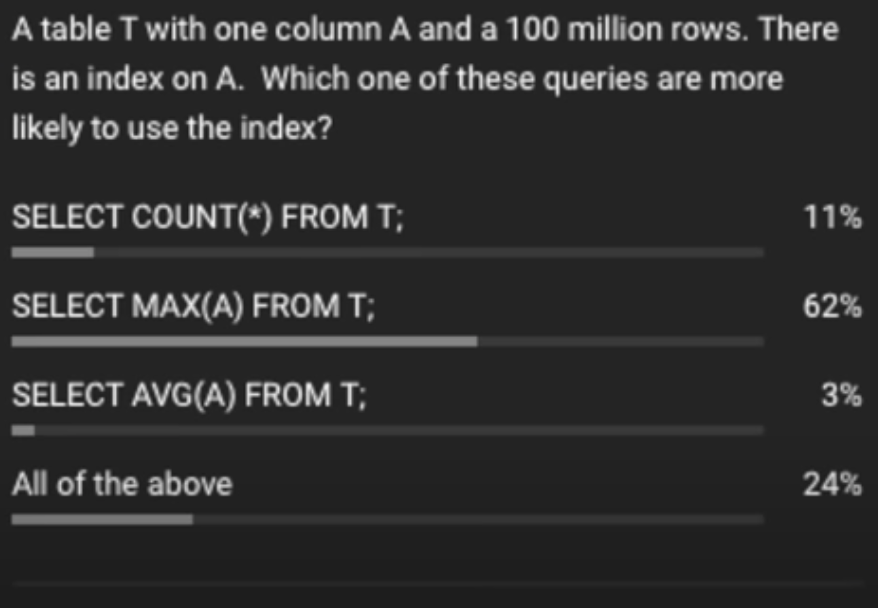 A table T with one column A and a 100 million rows. There
is an index on A. Which one of these queries are more
likely to use the index?
SELECT COUNT(*) FROM T; 11%
SELECT MAX(A) FROM T; 62%
SELECT AVG(A) FROM T; 3%
All of the above 24%